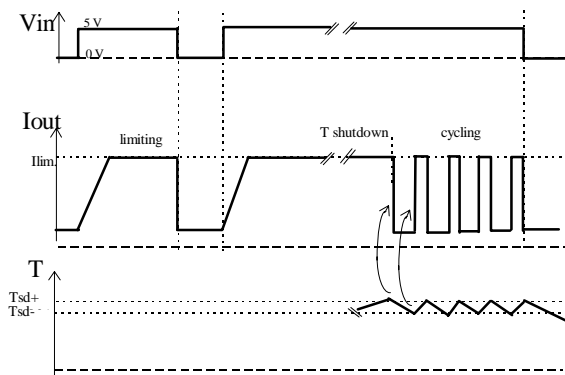 Vin
5 V
0 V
Iout
limiting
T shutdown
cycling
Ilim.
T
Tsd+
Tsd-